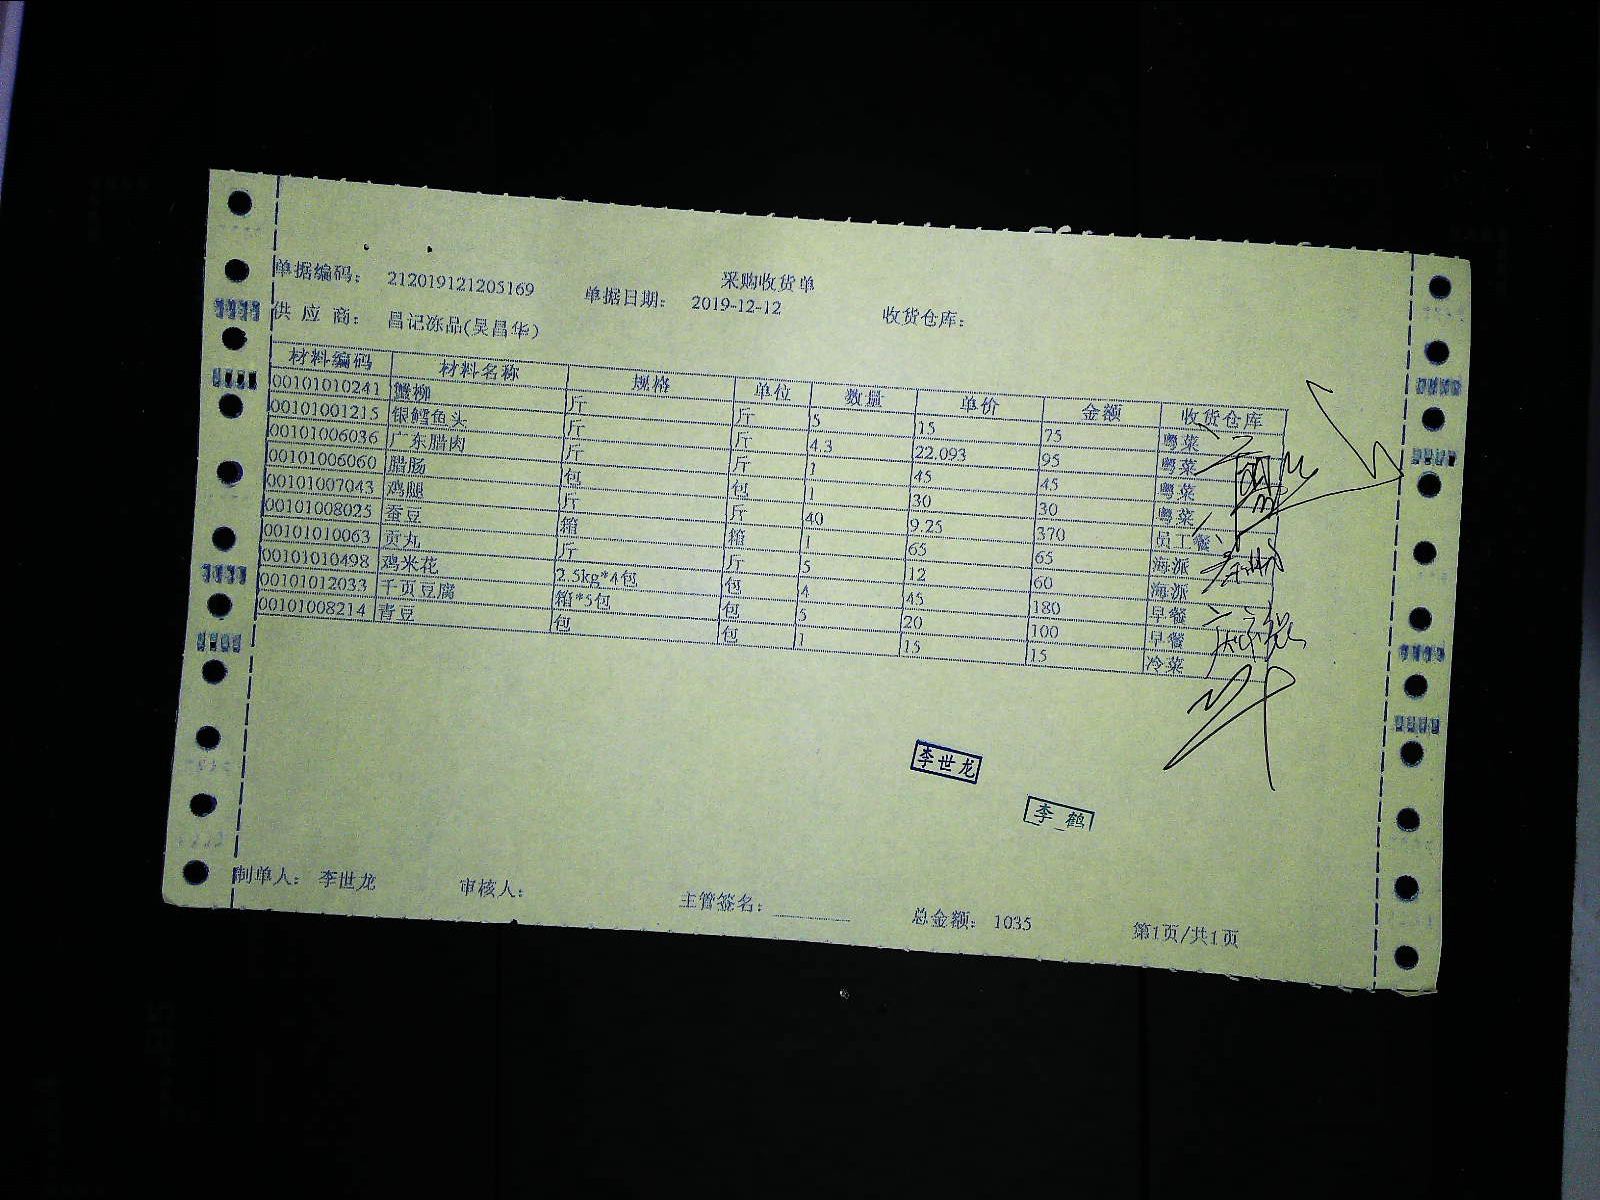 采购收货单
单据编码: 212019121205169 单据日期: 2019-12-12 收货仓库:
供 应 商: 昌记冻品(吴昌华)
材料编码 材料名称 规格 单位 数量 单价 金额 收货仓库
00101010241 蟹柳 斤 斤 5 15 75 粤菜
00101001215 银鳕鱼头 斤 斤 4.3 22.093 95 粤菜
00101006036 广东腊肉 斤 斤 1 45 45 粤菜
00101006060 腊肠 包 包 1 30 30 粤菜
00101007043 鸡腿 斤 斤 40 9.25 370 员工餐
00101008025 蚕豆 箱 箱 1 65 65 海派
00101010063 贡丸 斤 斤 5 12 60 海派
00101010498 鸡米花 2.5kg*4包 包 4 45 180 早餐
00101012033 千页豆腐 箱*5包 包 5 20 100 早餐
00101008214 青豆 包 包 1 15 15 冷菜
李世龙
李 鹤
制单人: 李世龙 审核人: 主管签名: 总金额: 1035 第1页/共1页